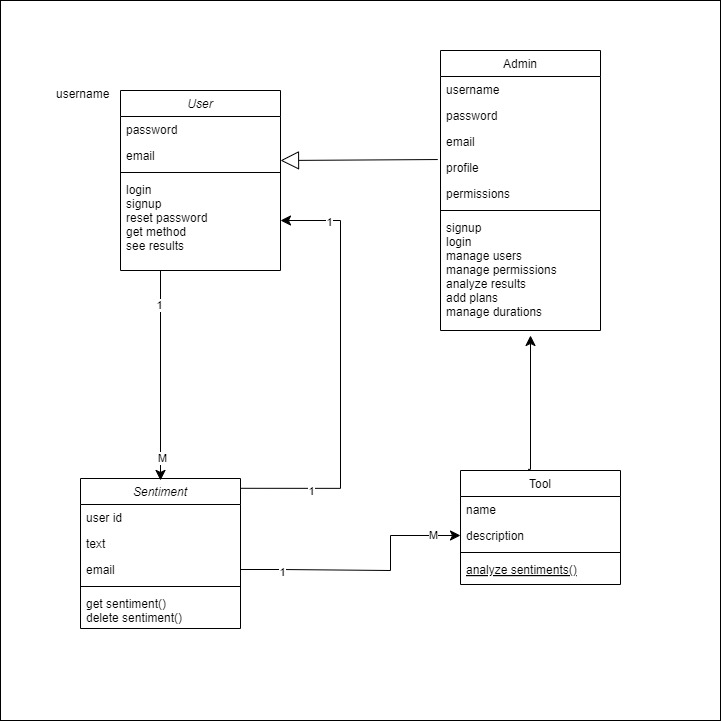 username
User
password
email
login
signup
reset password
get method
see results
Admin
username
password
email
profile
permissions
signup
login
manage users
manage permissions
analyze results
add plans
manage durations
1
1
M
1
Sentiment
user id
text
email
get sentiment()
delete sentiment()
1
M
Tool
name
description
analyze sentiments()